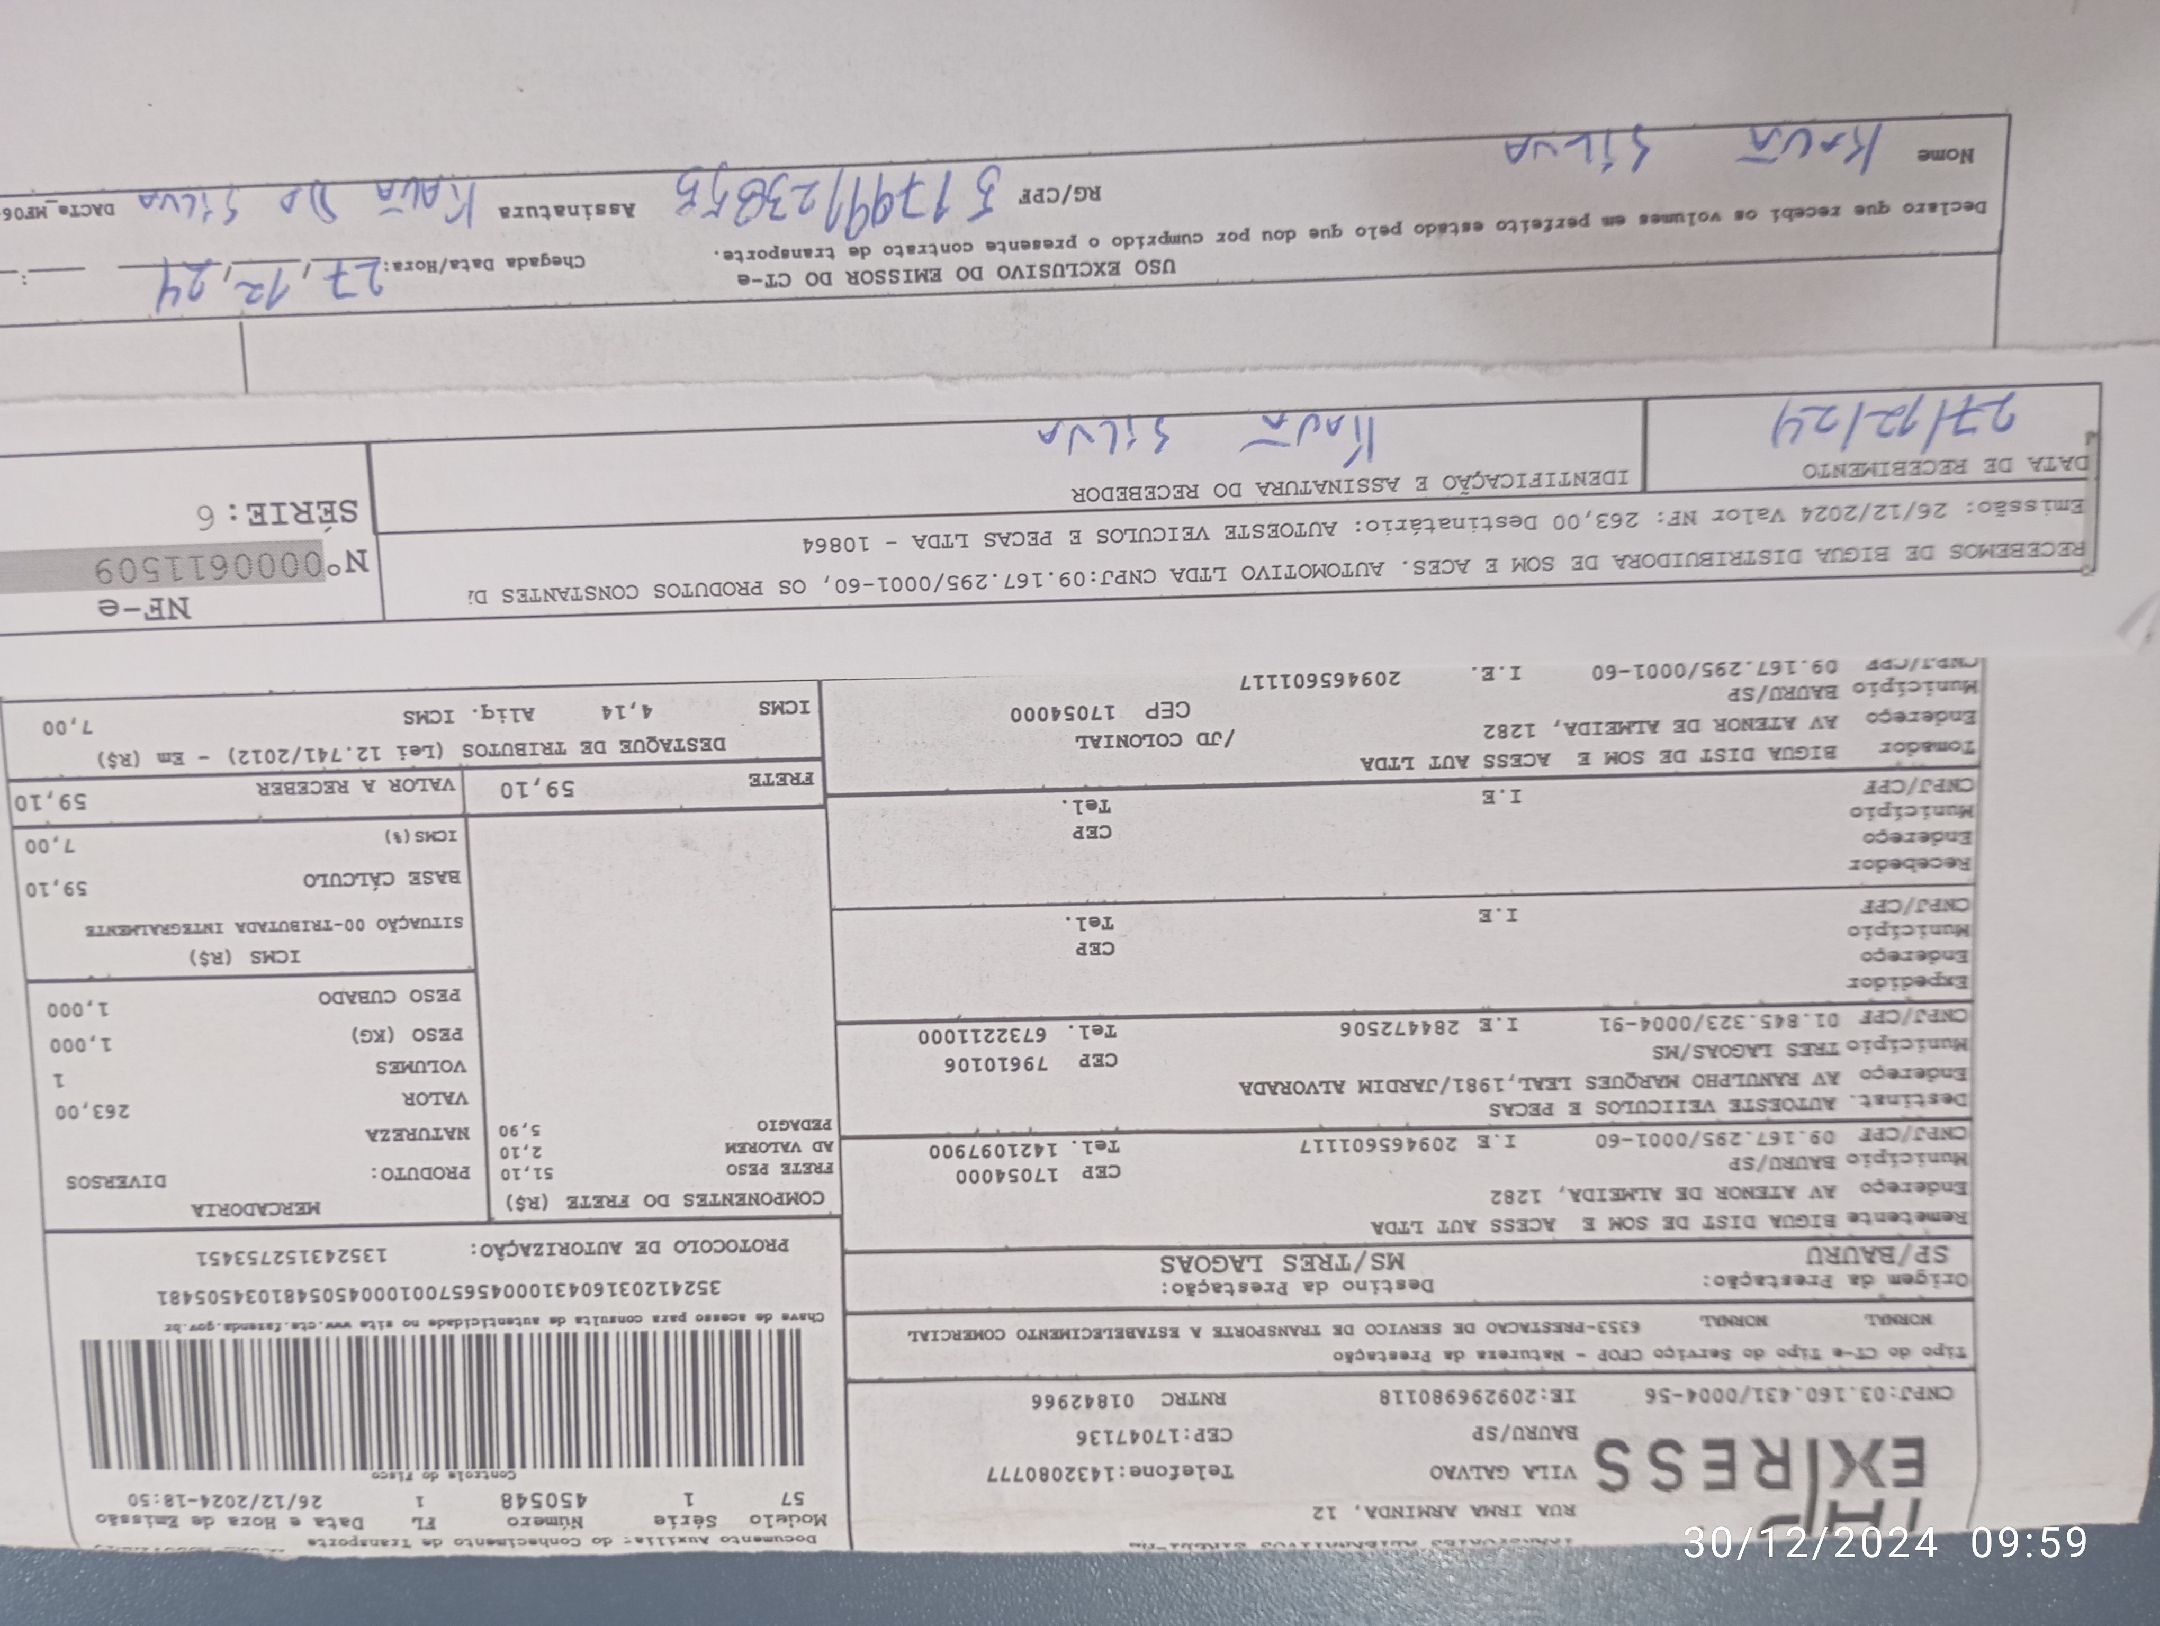 Documento Auxiliar do Conhecimento de Transporte
Modelo Série Número FL Data e Hora de Emissão
57 1 450548 1 26/12/2024-18:50
Controle do Fisco
EXPRESS
RUA IRMA ARMINDA, 12
VILA GALVAO Telefone:1432080777
BAURU/SP CEP:17047136
CNPJ:03.160.431/0004-56 IE:209296980118 RNTRC 01842966
Tipo do CT-e Tipo do Serviço CFOP - Natureza da Prestação
NORMAL NORMAL 6353-PRESTACAO DE SERVICO DE TRANSPORTE A ESTABELECIMENTO COMERCIAL
Chave de acesso para consulta de autenticidade no site www.cte.fazenda.gov.br
35241203160431000456570010004505481034505481
Origem da Prestação: Destino da Prestação:
SP/BAURU MS/TRES LAGOAS
PROTOCOLO DE AUTORIZAÇÃO: 135243152753451
Remetente BIGUA DIST DE SOM E ACESS AUT LTDA
Endereço AV ATENOR DE ALMEIDA, 1282
Município BAURU/SP CEP 17054000
CNPJ/CPF 09.167.295/0001-60 I.E 209465601117 Tel. 1421097900
Destinat. AUTOESTE VEIICULOS E PECAS
Endereço AV RANULPHO MARQUES LEAL,1981/JARDIM ALVORADA
Município TRES LAGOAS/MS CEP 79610106
CNPJ/CPF 01.845.323/0004-91 I.E 284472506 Tel. 6732211000
Expedidor
Endereço
Município CEP
CNPJ/CPF I.E Tel.
Recebedor
Endereço
Município CEP
CNPJ/CPF I.E Tel.
Tomador BIGUA DIST DE SOM E ACESS AUT LTDA
Endereço AV ATENOR DE ALMEIDA, 1282 /JD COLONIAL
Município BAURU/SP CEP 17054000
CNPJ/CPF 09.167.295/0001-60 I.E. 209465601117
COMPONENTES DO FRETE (R$)
FRETE PESO 51,10
AD VALOREM 2,10
PEDAGIO 5,90
MERCADORIA
PRODUTO: DIVERSOS
NATUREZA
VALOR 263,00
VOLUMES 1
PESO (KG) 1,000
PESO CUBADO 1,000
ICMS (R$)
SITUAÇÃO 00-TRIBUTADA INTEGRALMENTE
BASE CÁLCULO 59,10
ICMS(%) 7,00
FRETE 59,10 VALOR A RECEBER 59,10
DESTAQUE DE TRIBUTOS (Lei 12.741/2012) - Em (R$)
ICMS 4,14 Aliq. ICMS 7,00
RECEBEMOS DE BIGUA DISTRIBUIDORA DE SOM E ACES. AUTOMOTIVO LTDA CNPJ:09.167.295/0001-60, OS PRODUTOS CONSTANTES
Emissão: 26/12/2024 Valor NF: 263,00 Destinatário: AUTOESTE VEICULOS E PECAS LTDA - 10864
DATA DE RECEBIMENTO IDENTIFICAÇÃO E ASSINATURA DO RECEBEDOR
27/12/24 Kauã Silva
NF-e
Nº000611509
SÉRIE:6
USO EXCLUSIVO DO EMISSOR DO CT-e Chegada Data/Hora: 27,12,24 :
Declaro que recebi os volumes em perfeito estado pelo que dou por cumprido o presente contrato de transporte.
Nome Kauã Silva RG/CPF Assinatura Kauã Da Silva DACTe_MF06
30/12/2024 09:59